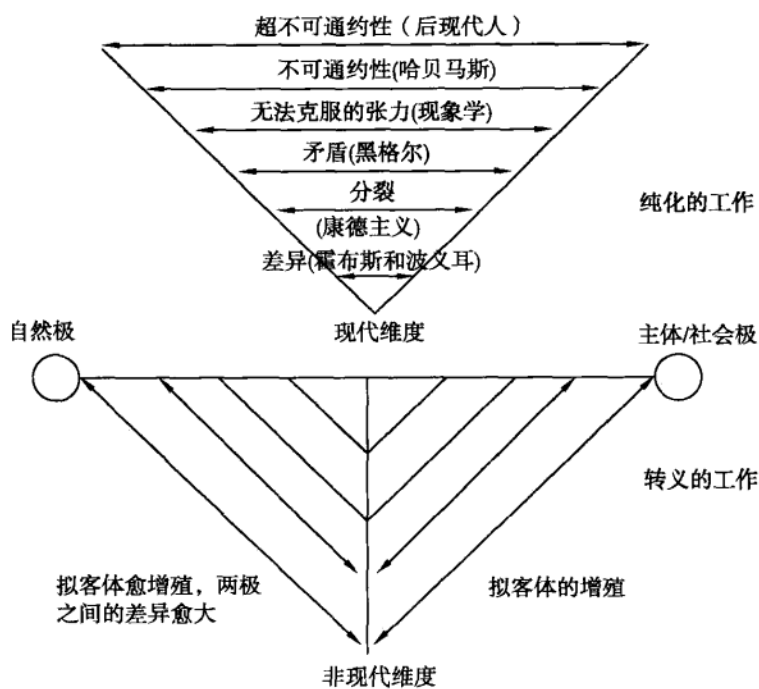 超不可通约性（后现代人）
不可通约性(哈贝马斯)
无法克服的张力(现象学)
矛盾(黑格尔)
分裂
(康德主义)
纯化的工作
差异(霍布斯和波义耳)
自然极
现代维度
主体/社会极
转义的工作
拟客体愈增殖，两极
之间的差异愈大
拟客体的增殖
非现代维度